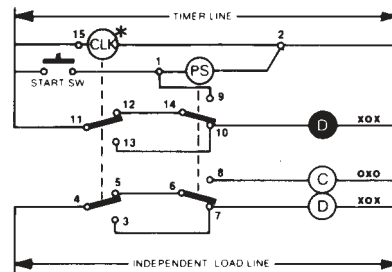 TIMER LINE
15 CLK * 2
START SW 1 PS
9
12 14
11 10 D XOX
13
8 C OXO
5 6
4 7 D XOX
3
INDEPENDENT LOAD LINE